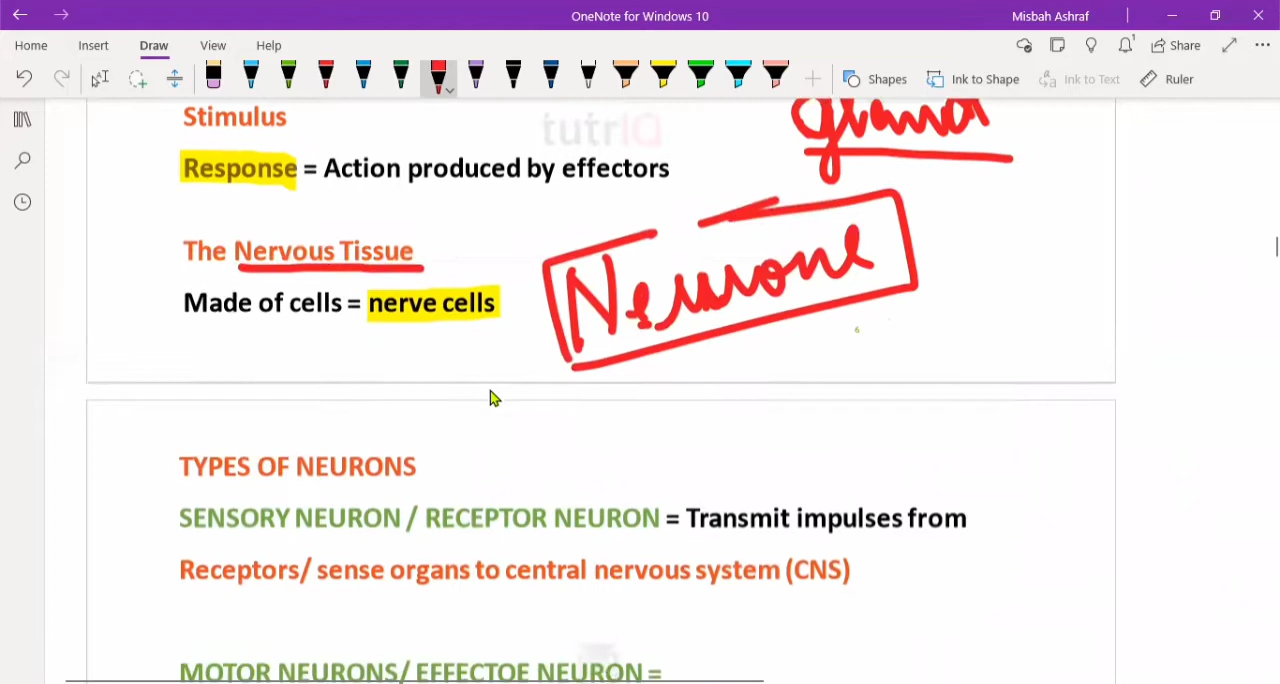 OneNote for Windows 10
Misbah Ashraf
Home Insert Draw View Help
Share
Shapes Ink to Shape Ink to Text Ruler
Stimulus
tutrIQ
Response = Action produced by effectors
The Nervous Tissue
Neurone
Made of cells = nerve cells
6
TYPES OF NEURONS
SENSORY NEURON / RECEPTOR NEURON = Transmit impulses from
Receptors/ sense organs to central nervous system (CNS)
MOTOR NEURONS/ EFFECTOE NEURON =